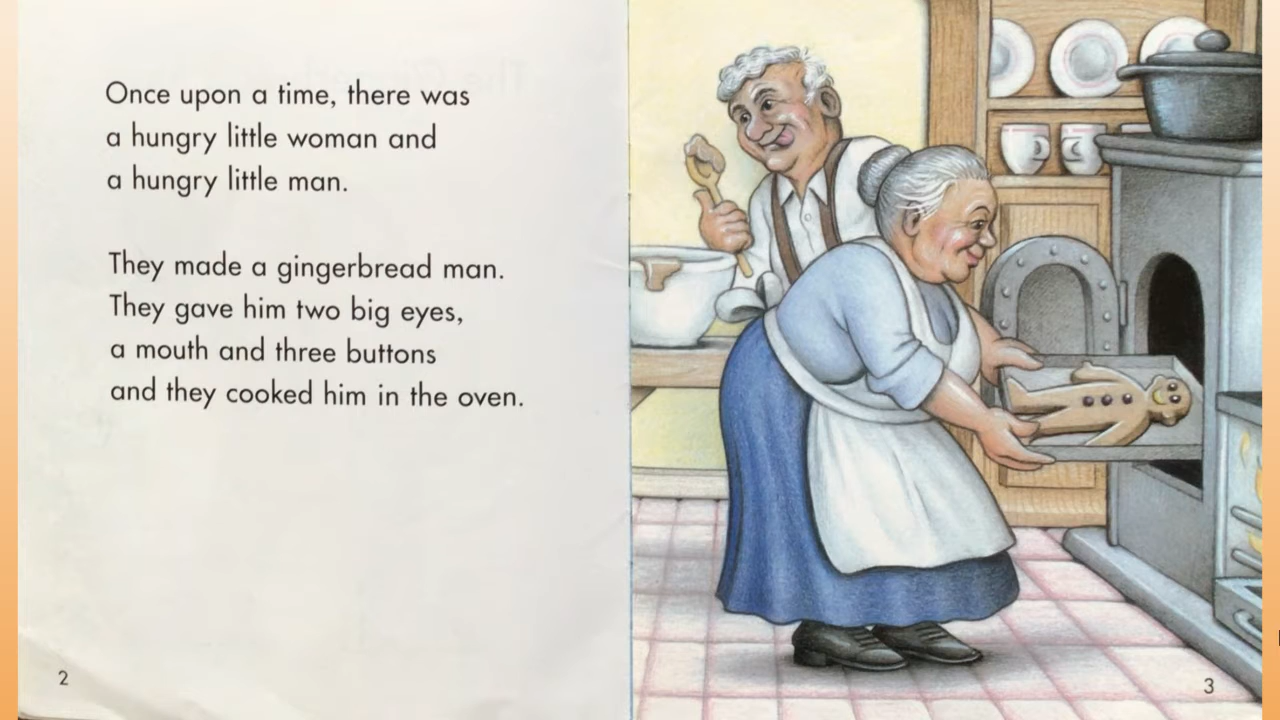 Once upon a time, there was
a hungry little woman and
a hungry little man.
They made a gingerbread man.
They gave him two big eyes,
a mouth and three buttons
and they cooked him in the oven.
2
3